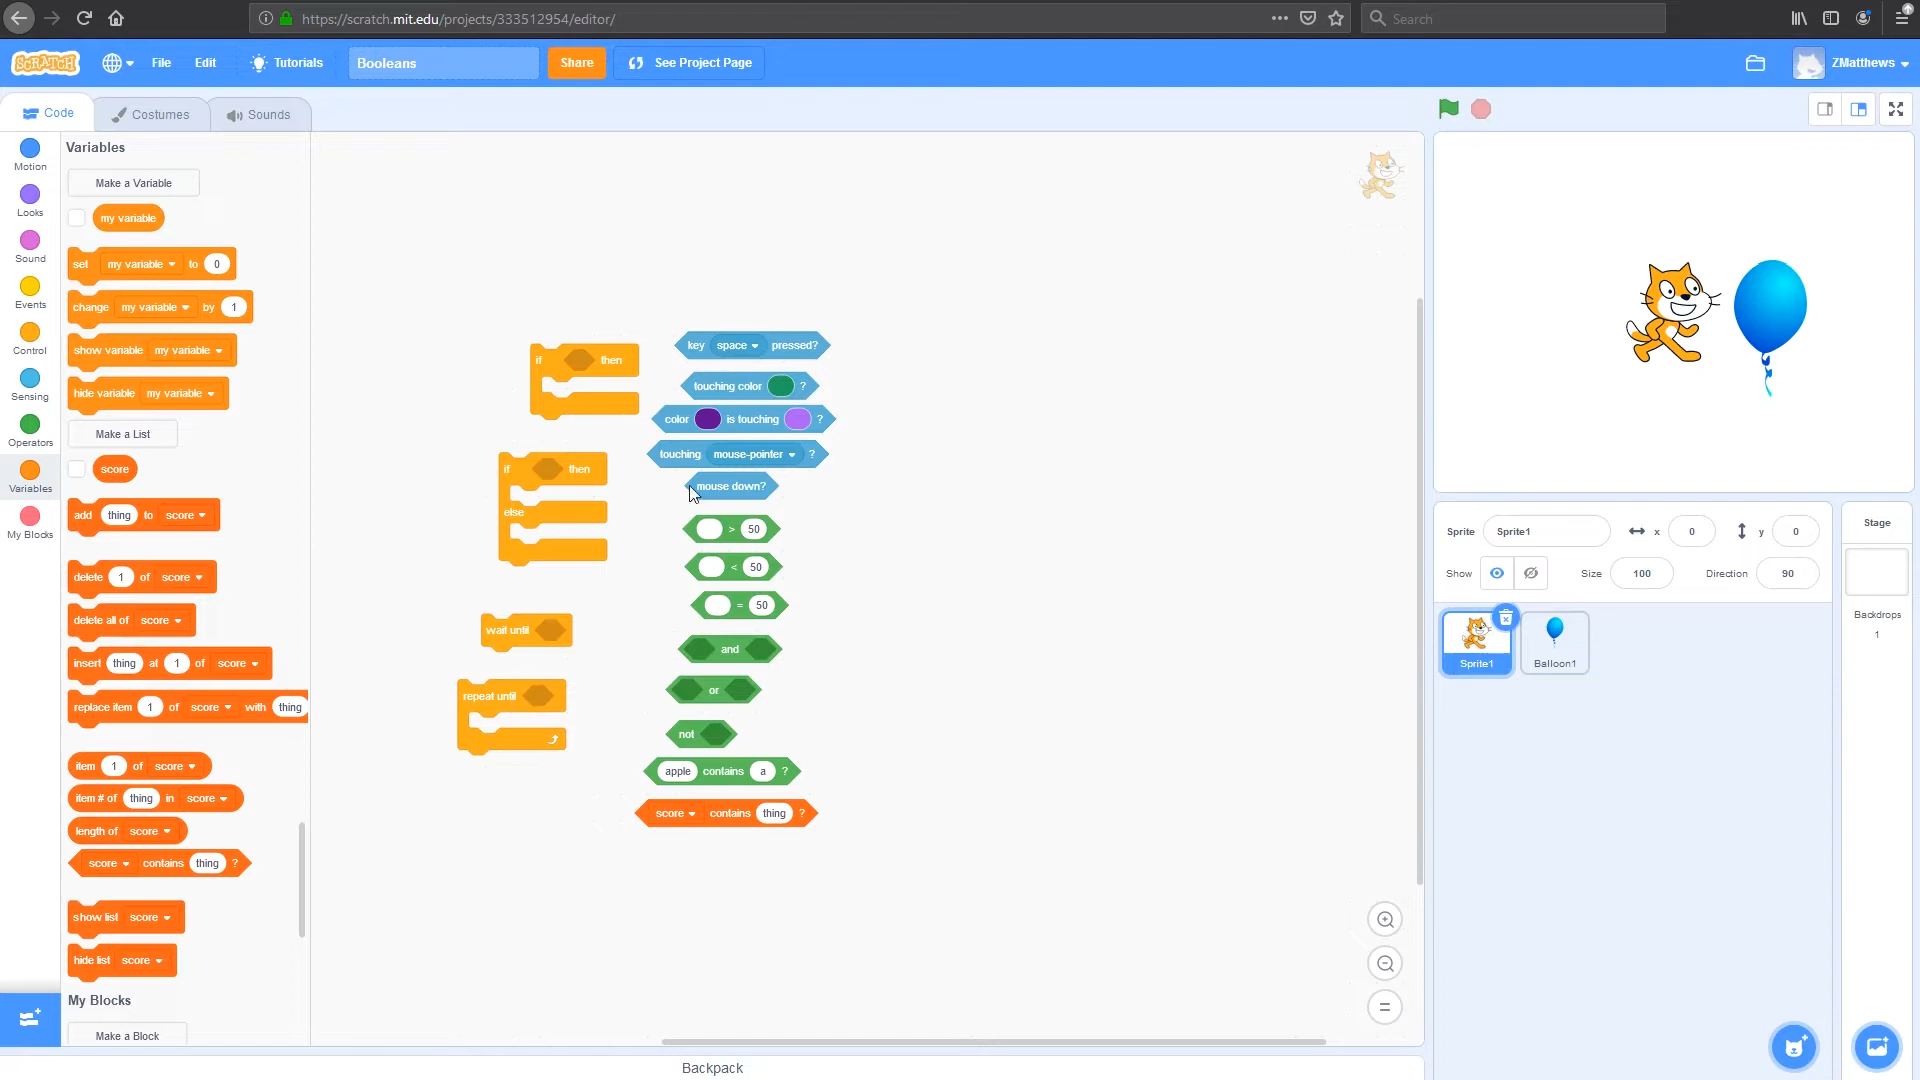 https://scratch.mit.edu/projects/333512954/editor/
Search
SCRATCH
File
Edit
Tutorials
Booleans
Share
See Project Page
ZMatthews
Code
Costumes
Sounds
Motion
Looks
Sound
Events
Control
Sensing
Operators
Variables
My Blocks
Variables
Make a Variable
my variable
set my variable to 0
change my variable by 1
show variable my variable
hide variable my variable
Make a List
score
add thing to score
delete 1 of score
delete all of score
insert thing at 1 of score
replace item 1 of score with thing
item 1 of score
item # of thing in score
length of score
score contains thing ?
show list score
hide list score
My Blocks
Make a Block
if then
if then
else
wait until
repeat until
key space pressed?
touching color ?
color is touching ?
touching mouse-pointer ?
mouse down?
> 50
< 50
= 50
and
or
not
apple contains a ?
score contains thing ?
Backpack
Sprite Sprite1 x 0 y 0
Show Size 100 Direction 90
Sprite1
Balloon1
Stage
Backdrops
1